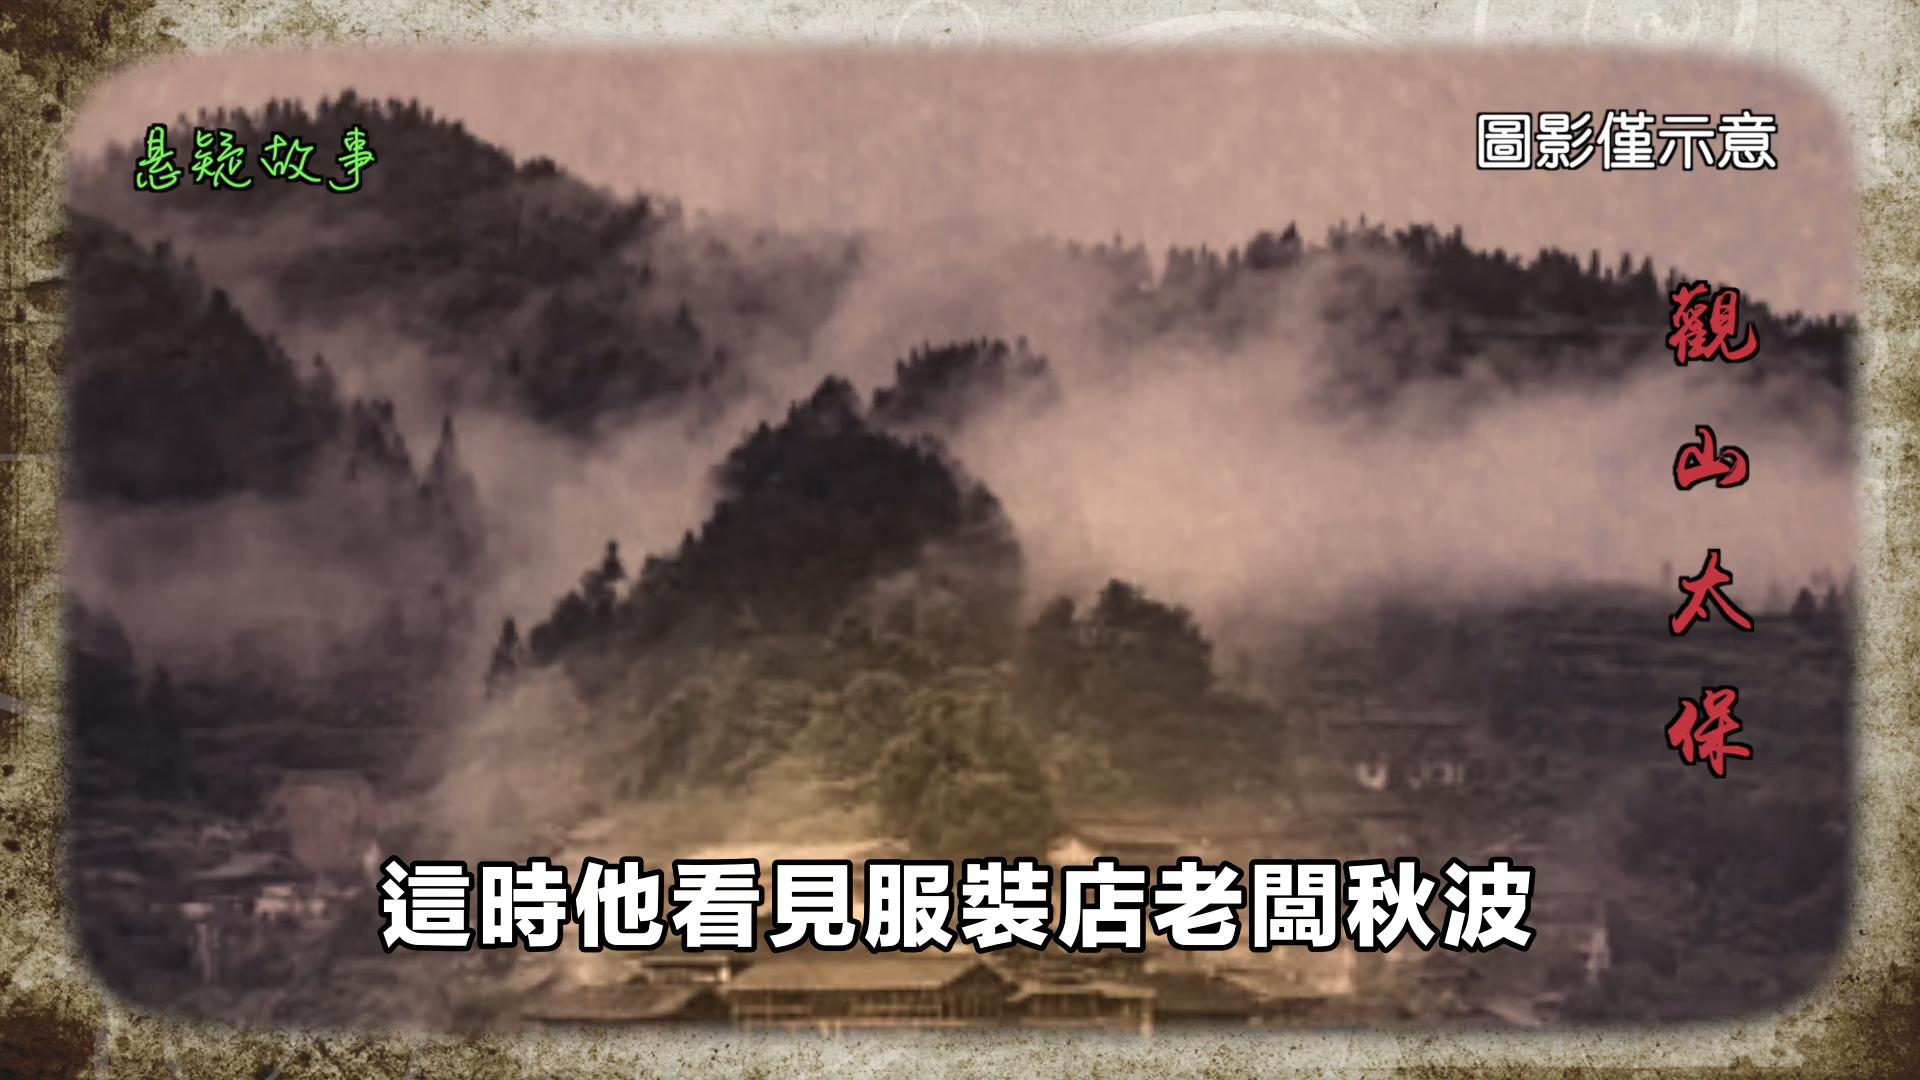 悬疑故事
圖影僅示意
觀山太保
這時他看見服裝店老闆秋波